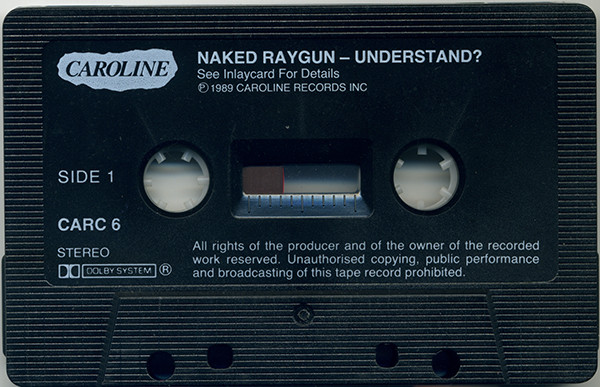 CAROLINE
NAKED RAYGUN – UNDERSTAND?
See Inlaycard For Details
℗ 1989 CAROLINE RECORDS INC
SIDE 1
CARC 6
STEREO
DOLBY SYSTEM ®
All rights of the producer and of the owner of the recorded
work reserved. Unauthorised copying, public performance
and broadcasting of this tape record prohibited.